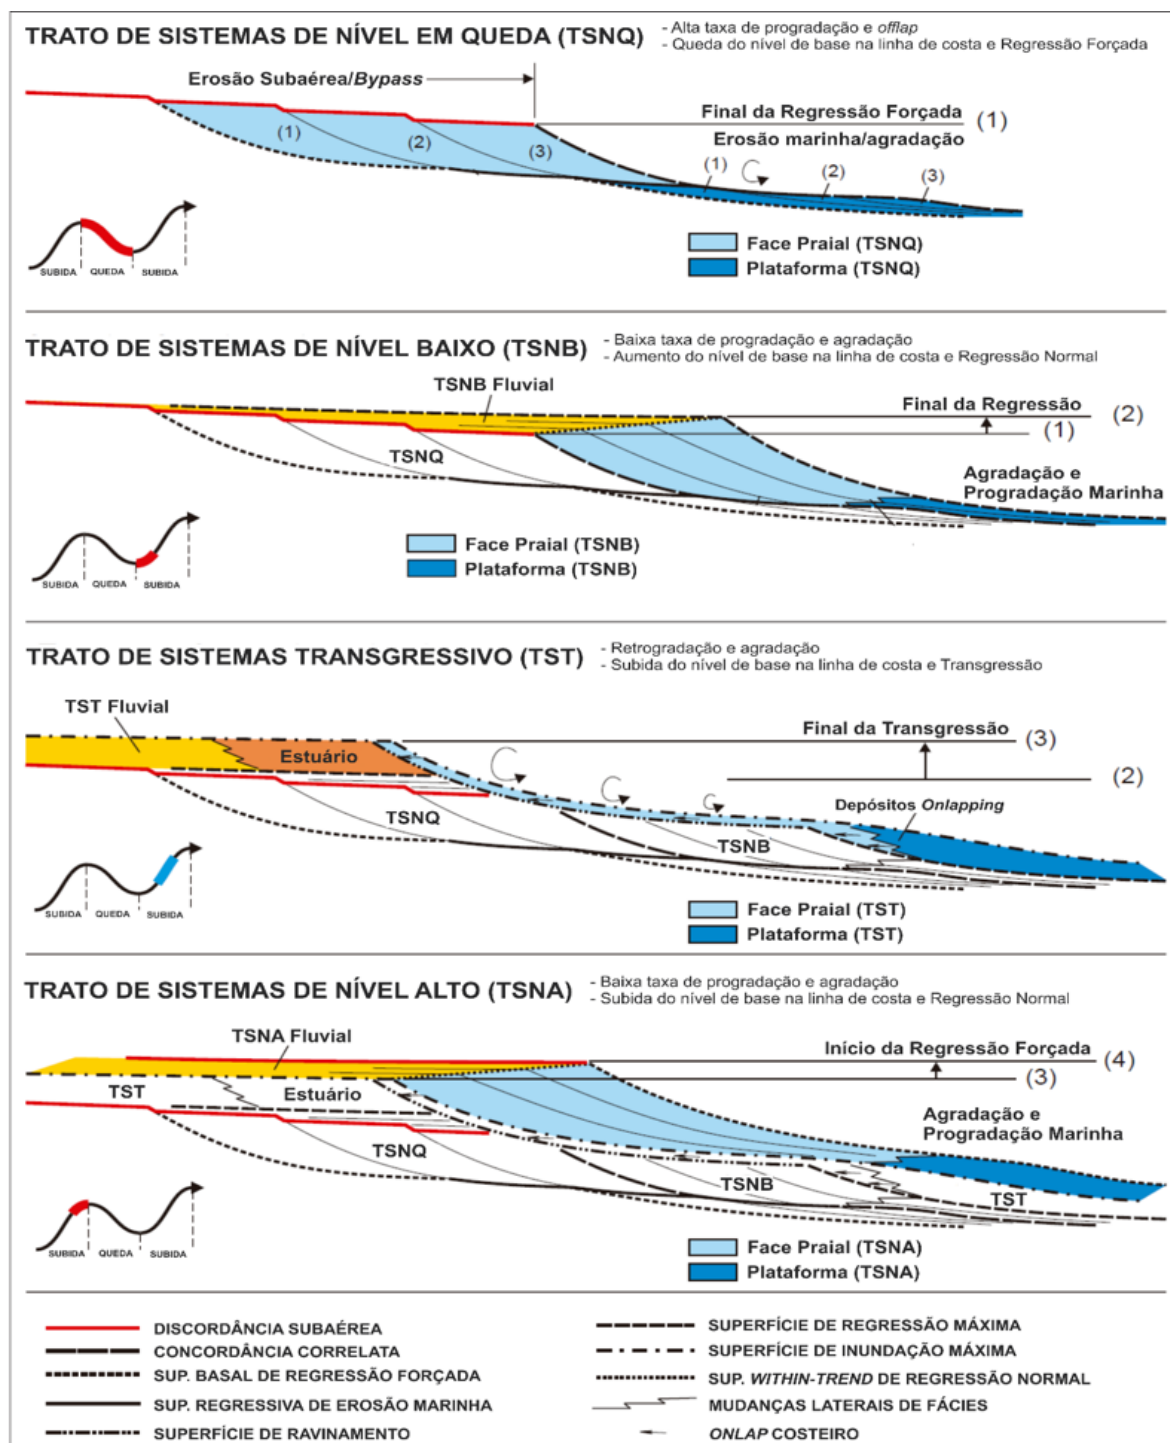 TRATO DE SISTEMAS DE NÍVEL EM QUEDA (TSNQ)
- Alta taxa de progradação e offlap
- Queda do nível de base na linha de costa e Regressão Forçada
Erosão Subaérea/Bypass
Final da Regressão Forçada
(1)
Erosão marinha/agradação
(1)
(2)
(3)
(1)
(2)
(3)
SUBIDA
QUEDA
SUBIDA
Face Praial (TSNQ)
Plataforma (TSNQ)
TRATO DE SISTEMAS DE NÍVEL BAIXO (TSNB)
- Baixa taxa de progradação e agradação
- Aumento do nível de base na linha de costa e Regressão Normal
TSNB Fluvial
Final da Regressão
(2)
(1)
TSNQ
Agradação e
Progradação Marinha
SUBIDA
QUEDA
SUBIDA
Face Praial (TSNB)
Plataforma (TSNB)
TRATO DE SISTEMAS TRANSGRESSIVO (TST)
- Retrogradação e agradação
- Subida do nível de base na linha de costa e Transgressão
TST Fluvial
Final da Transgressão
(3)
Estuário
(2)
Depósitos Onlapping
TSNQ
TSNB
SUBIDA
QUEDA
SUBIDA
Face Praial (TST)
Plataforma (TST)
TRATO DE SISTEMAS DE NÍVEL ALTO (TSNA)
- Baixa taxa de progradação e agradação
- Subida do nível de base na linha de costa e Regressão Normal
TSNA Fluvial
Início da Regressão Forçada
(4)
(3)
TST
Estuário
Agradação e
Progradação Marinha
TSNQ
TSNB
TST
SUBIDA
QUEDA
SUBIDA
Face Praial (TSNA)
Plataforma (TSNA)
DISCORDÂNCIA SUBAÉREA
CONCORDÂNCIA CORRELATA
SUP. BASAL DE REGRESSÃO FORÇADA
SUP. REGRESSIVA DE EROSÃO MARINHA
SUPERFÍCIE DE RAVINAMENTO
SUPERFÍCIE DE REGRESSÃO MÁXIMA
SUPERFÍCIE DE INUNDAÇÃO MÁXIMA
SUP. WITHIN-TREND DE REGRESSÃO NORMAL
MUDANÇAS LATERAIS DE FÁCIES
ONLAP COSTEIRO